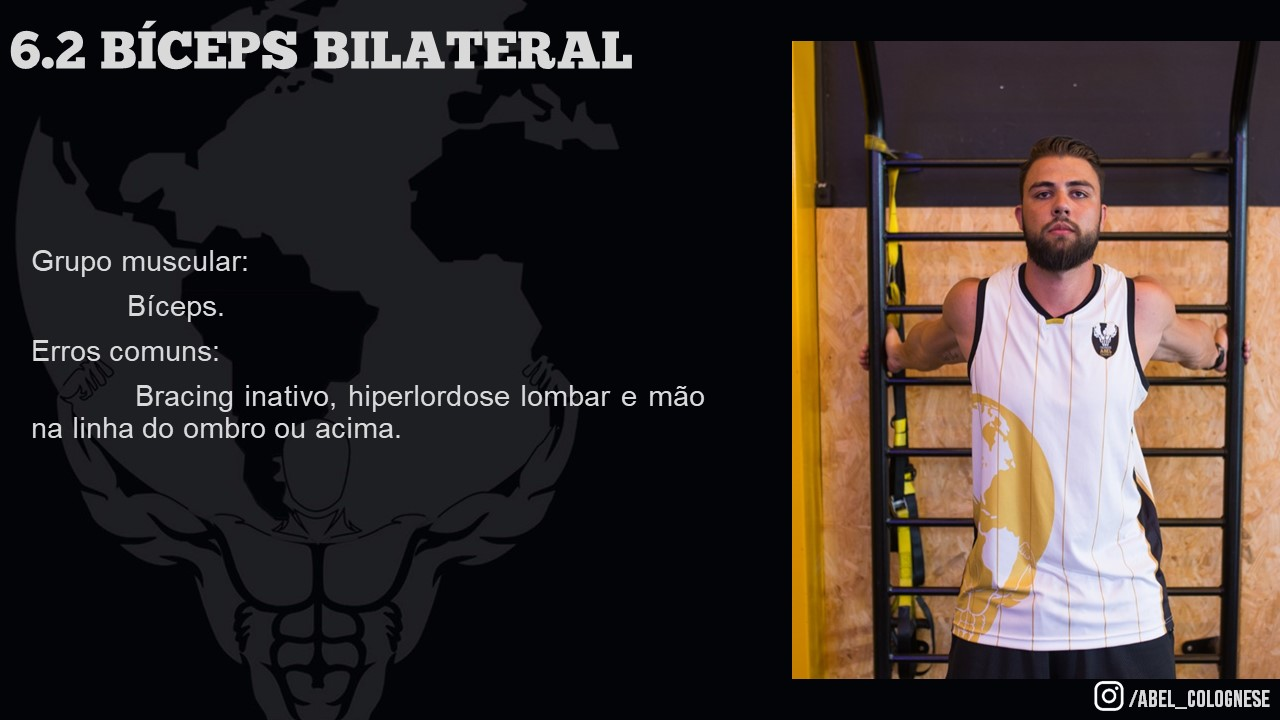 6.2 BÍCEPS BILATERAL
Grupo muscular:
Bíceps.
Erros comuns:
Bracing inativo, hiperlordose lombar e mão
na linha do ombro ou acima.
/ABEL_COLOGNESE